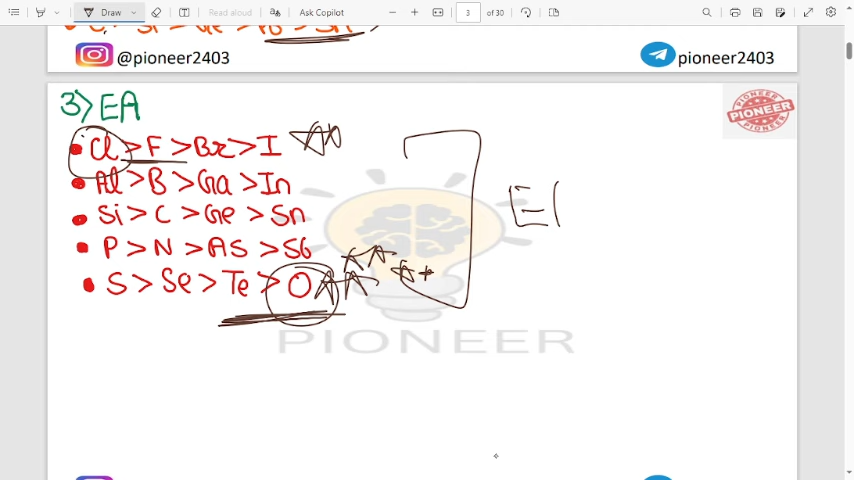 Draw
Read aloud
Ask Copilot
3 of 30
@pioneer2403
pioneer2403
3) EA
PIONEER
Cl > F > Br > I
Al > B > Ga > In
Si > C > Ge > Sn
P > N > AS > Sb
S > Se > Te > O
PIONEER